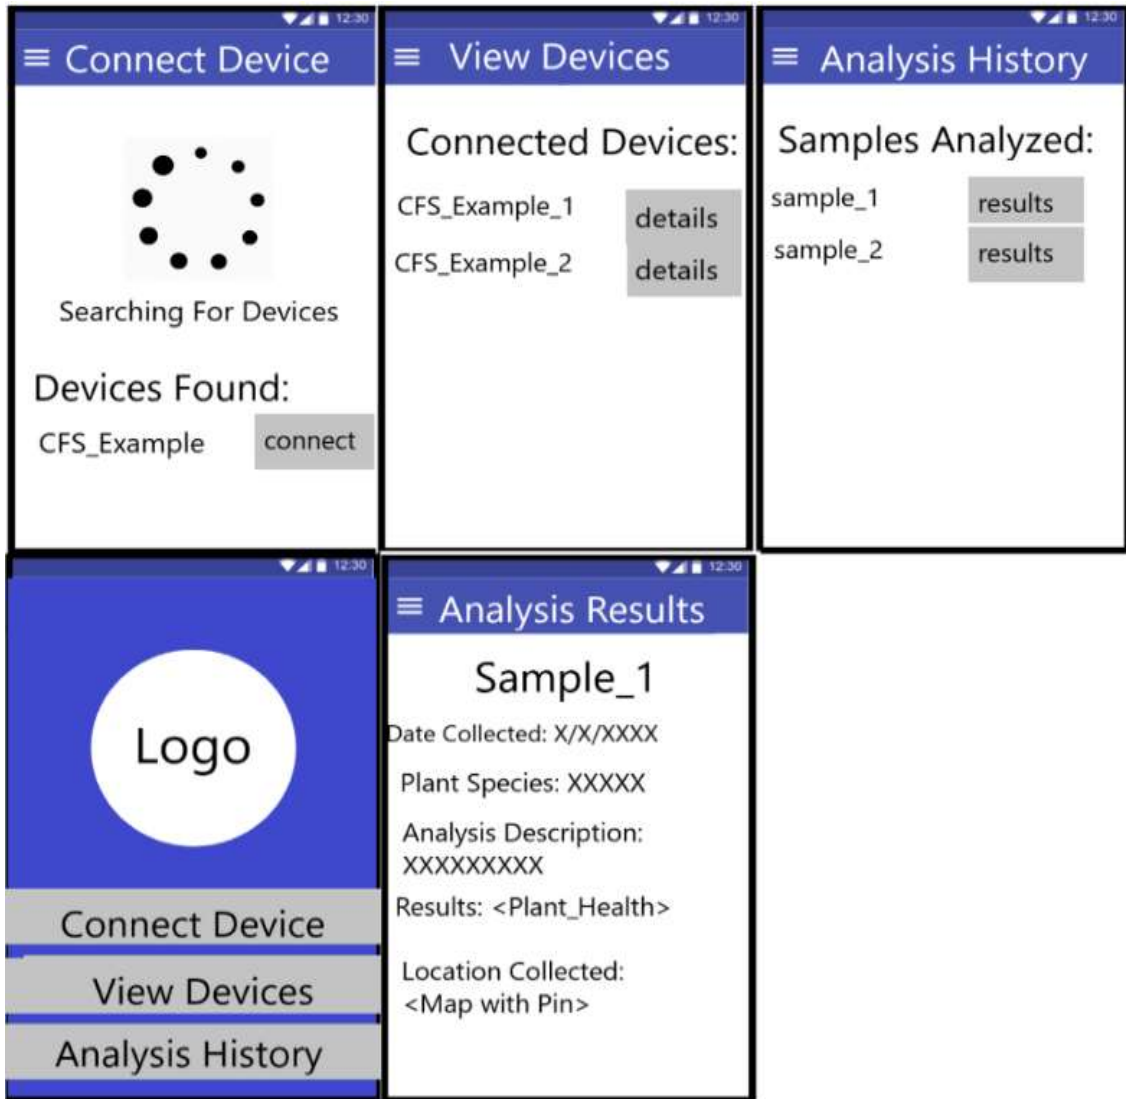 12:30
Connect Device
Searching For Devices
Devices Found:
CFS_Example connect
12:30
View Devices
Connected Devices:
CFS_Example_1 details
CFS_Example_2 details
12:30
Analysis History
Samples Analyzed:
sample_1 results
sample_2 results
12:30
Logo
Connect Device
View Devices
Analysis History
12:30
Analysis Results
Sample_1
Date Collected: X/X/XXXX
Plant Species: XXXXX
Analysis Description:
XXXXXXXXX
Results: <Plant_Health>
Location Collected:
<Map with Pin>